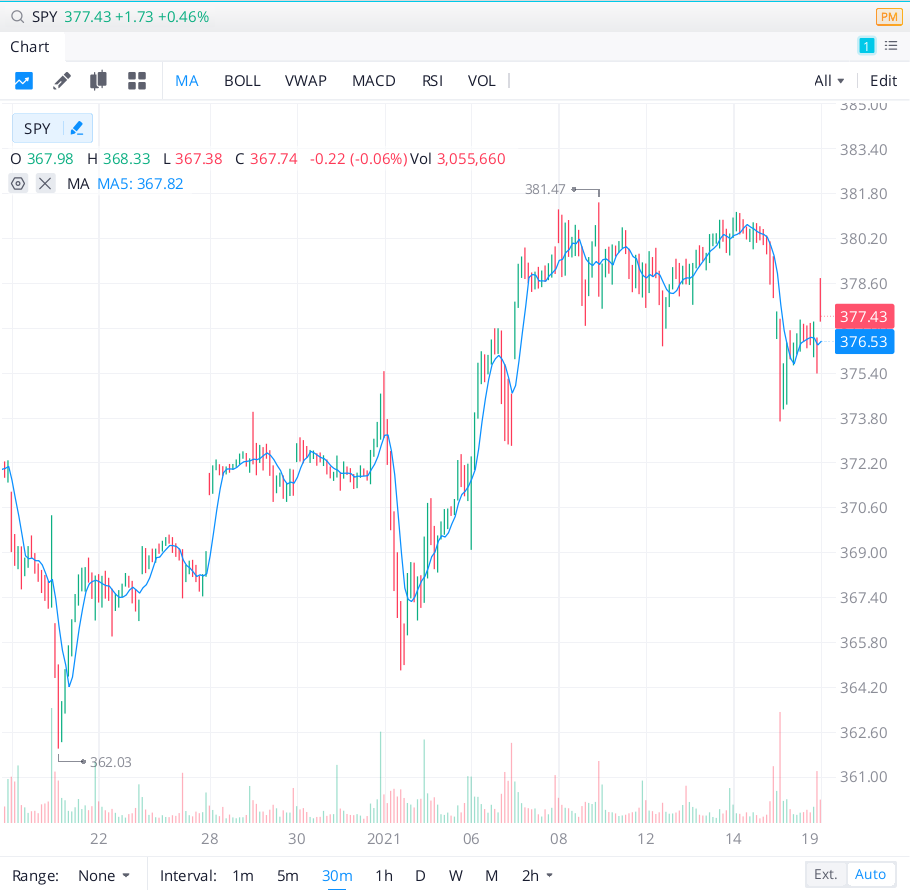 SPY 377.43 +1.73 +0.46% PM
Chart 1
MA BOLL VWAP MACD RSI VOL All Edit
385.00
SPY
O 367.98 H 368.33 L 367.38 C 367.74 -0.22 (-0.06%) Vol 3,055,660
383.40
MA MA5: 367.82
381.47
381.80
380.20
378.60
377.43
376.53
375.40
373.80
372.20
370.60
369.00
367.40
365.80
364.20
362.60
362.03
361.00
22 28 30 2021 06 08 12 14 19
Range: None Interval: 1m 5m 30m 1h D W M 2h Ext. Auto